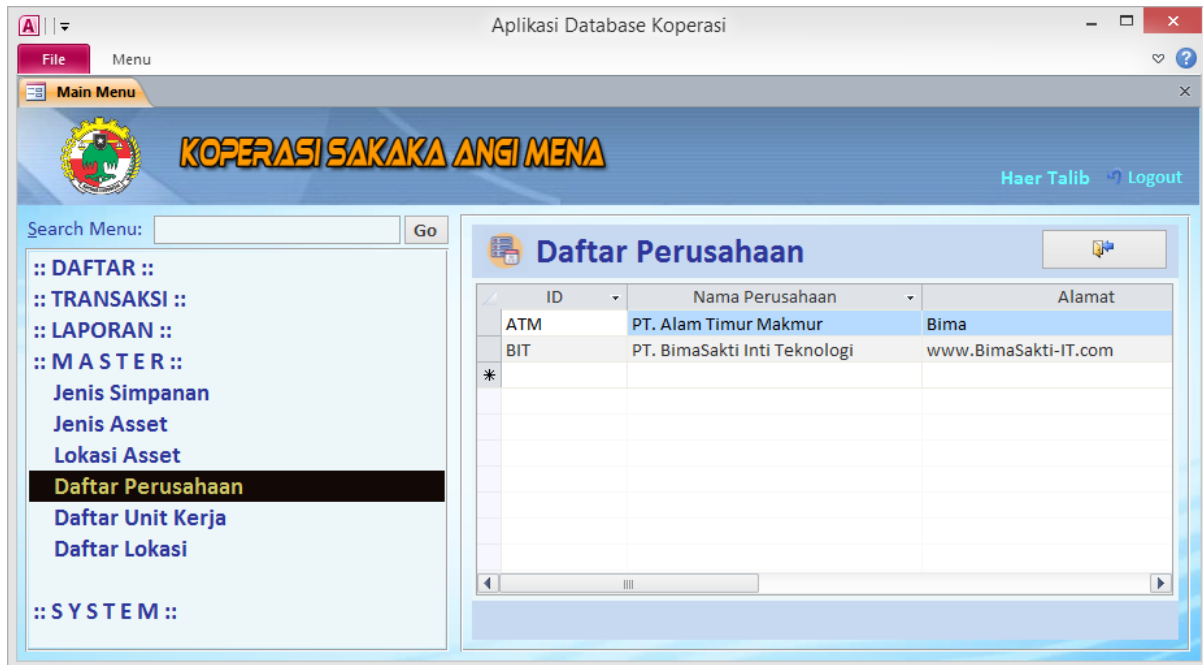 Aplikasi Database Koperasi
File Menu
Main Menu
KOPERASI SAKAKA ANGI MENA
Haer Talib Logout
Search Menu: Go
:: DAFTAR ::
:: TRANSAKSI ::
:: LAPORAN ::
:: M A S T E R ::
Jenis Simpanan
Jenis Asset
Lokasi Asset
Daftar Perusahaan
Daftar Unit Kerja
Daftar Lokasi
:: S Y S T E M ::
Daftar Perusahaan
ID Nama Perusahaan Alamat
ATM PT. Alam Timur Makmur Bima
BIT PT. BimaSakti Inti Teknologi www.BimaSakti-IT.com